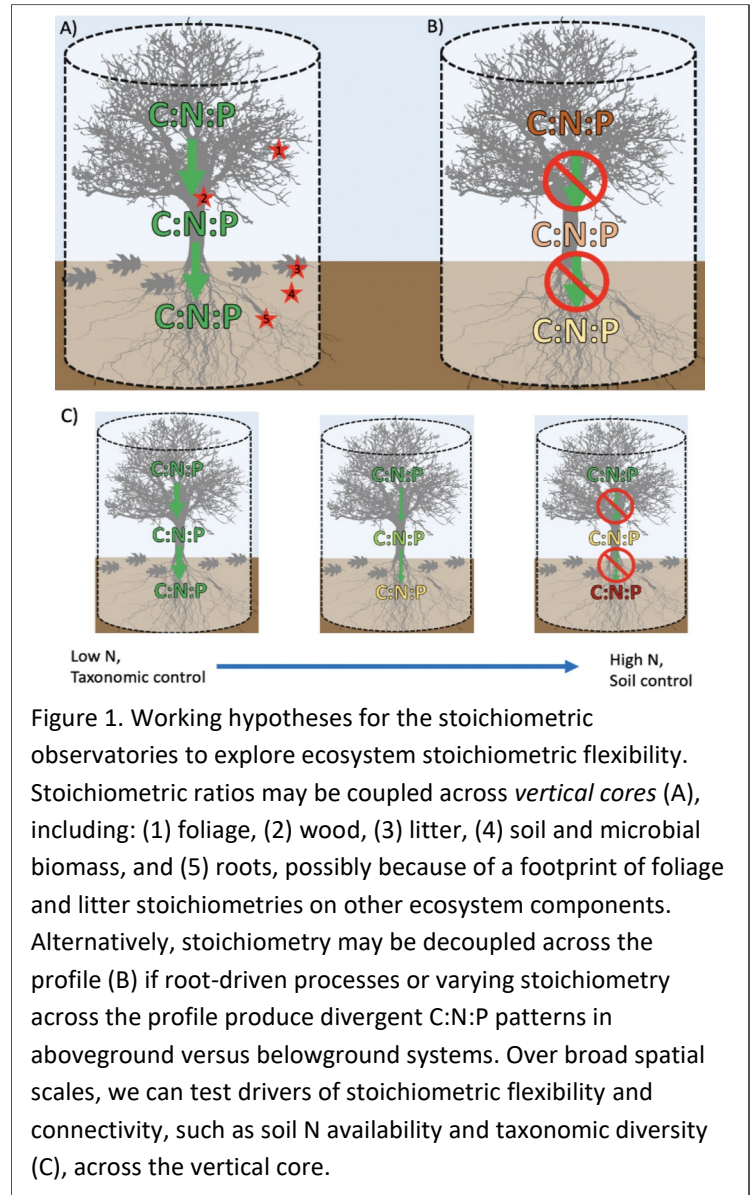 A)
B)
C:N:P
C:N:P
1
2
C:N:P
C:N:P
3
4
5
C:N:P
C:N:P
C)
C:N:P
C:N:P
C:N:P
C:N:P
C:N:P
C:N:P
C:N:P
C:N:P
C:N:P
Low N,
Taxonomic control
High N,
Soil control
Figure 1. Working hypotheses for the stoichiometric
observatories to explore ecosystem stoichiometric flexibility.
Stoichiometric ratios may be coupled across vertical cores (A),
including: (1) foliage, (2) wood, (3) litter, (4) soil and microbial
biomass, and (5) roots, possibly because of a footprint of foliage
and litter stoichiometries on other ecosystem components.
Alternatively, stoichiometry may be decoupled across the
profile (B) if root-driven processes or varying stoichiometry
across the profile produce divergent C:N:P patterns in
aboveground versus belowground systems. Over broad spatial
scales, we can test drivers of stoichiometric flexibility and
connectivity, such as soil N availability and taxonomic diversity
(C), across the vertical core.